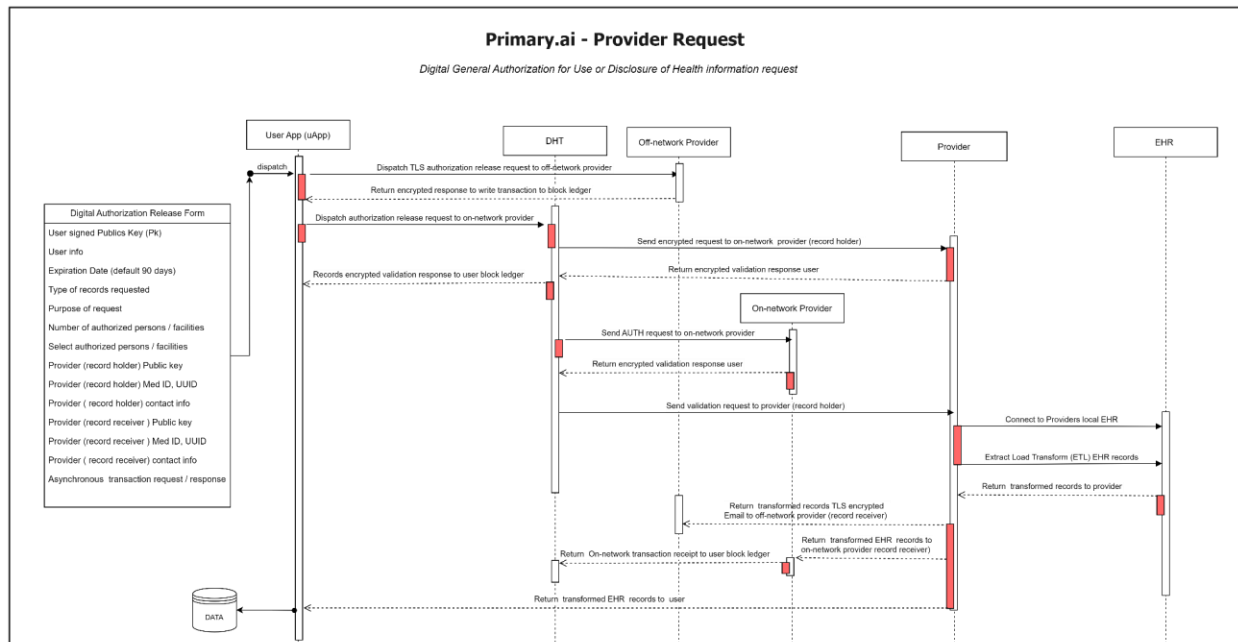 Primary.ai - Provider Request
Digital General Authorization for Use or Disclosure of Health information request
User App (uApp)
DHT
Off-network Provider
Provider
EHR
dispatch
Dispatch TLS authorization release request to off-network provider
Return encrypted response to write transaction to block ledger
Digital Authorization Release Form
User signed Publics Key (Pk)
User info
Expiration Date (default 90 days)
Type of records requested
Purpose of request
Number of authorized persons / facilities
Select authorized persons / facilities
Provider (record holder) Public key
Provider (record holder) Med ID, UUID
Provider ( record holder) contact info
Provider (record receiver ) Public key
Provider (record receiver ) Med ID, UUID
Provider ( record receiver) contact info
Asynchronous transaction request / response
Dispatch authorization release request to on-network provider
Send encrypted request to on-network provider (record holder)
Return encrypted validation response user
Records encrypted validation response to user block ledger
On-network Provider
Send AUTH request to on-network provider
Return encrypted validation response user
Send validation request to provider (record holder)
Connect to Providers local EHR
Extract Load Transform (ETL) EHR records
Return transformed records to provider
Return transformed records TLS encrypted
Email to off-network provider (record receiver)
Return transformed EHR records to
on-network provider record receiver)
Return On-network transaction receipt to user block ledger
Return transformed EHR records to user
DATA